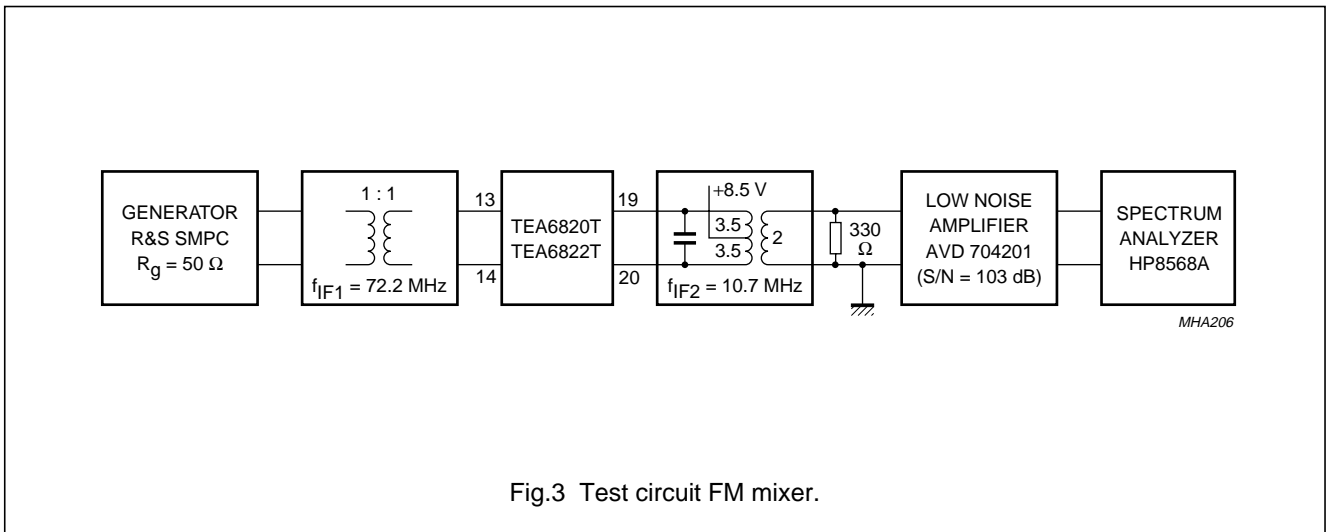 GENERATOR
R&S SMPC
Rg = 50 Ω
1 : 1
fIF1 = 72.2 MHz
13
14
TEA6820T
TEA6822T
19
20
+8.5 V
3.5
3.5
2
fIF2 = 10.7 MHz
330
Ω
LOW NOISE
AMPLIFIER
AVD 704201
(S/N = 103 dB)
SPECTRUM
ANALYZER
HP8568A
MHA206
Fig.3 Test circuit FM mixer.